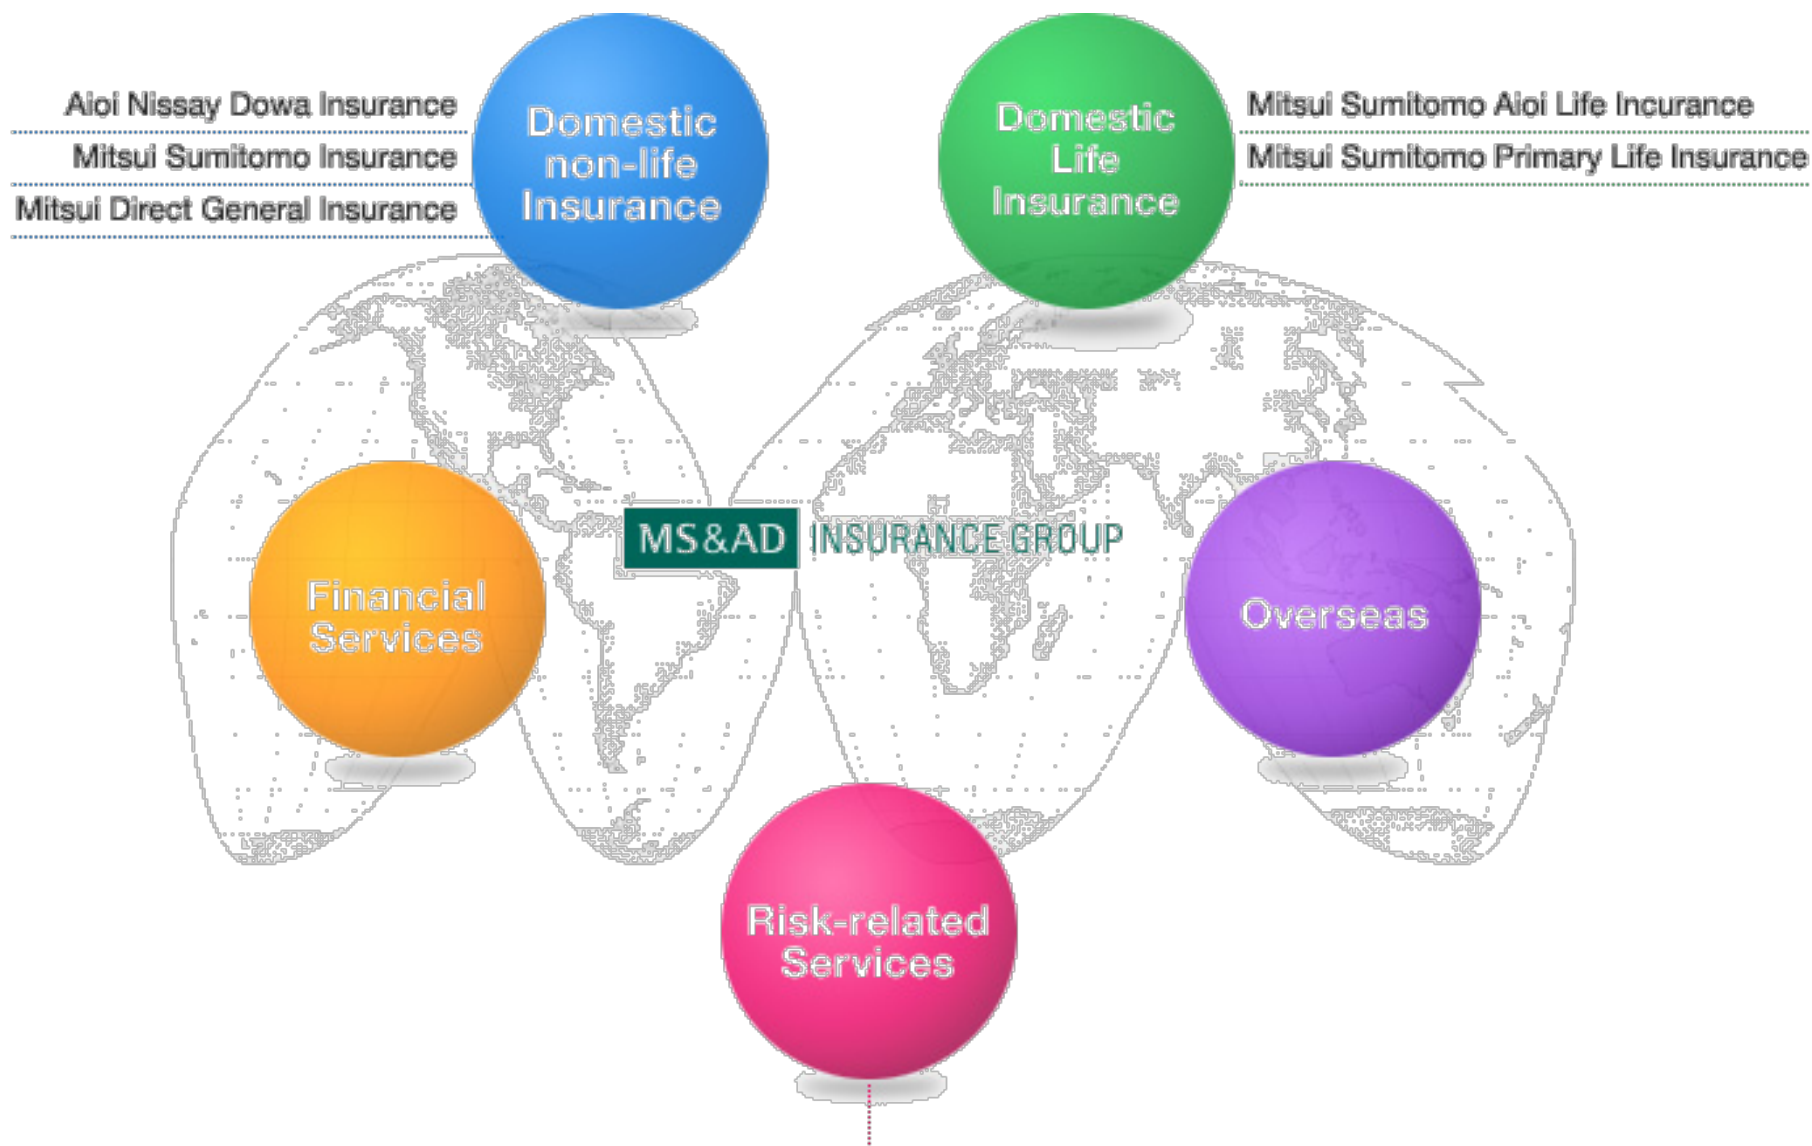 Aioi Nissay Dowa Insurance
Mitsui Sumitomo Insurance
Mitsui Direct General Insurance
Domestic
non-life
Insurance
Domestic
Life
Insurance
Mitsui Sumitomo Aioi Life Incurance
Mitsui Sumitomo Primary Life Insurance
MS&AD INSURANCE GROUP
Financial
Services
Overseas
Risk-related
Services